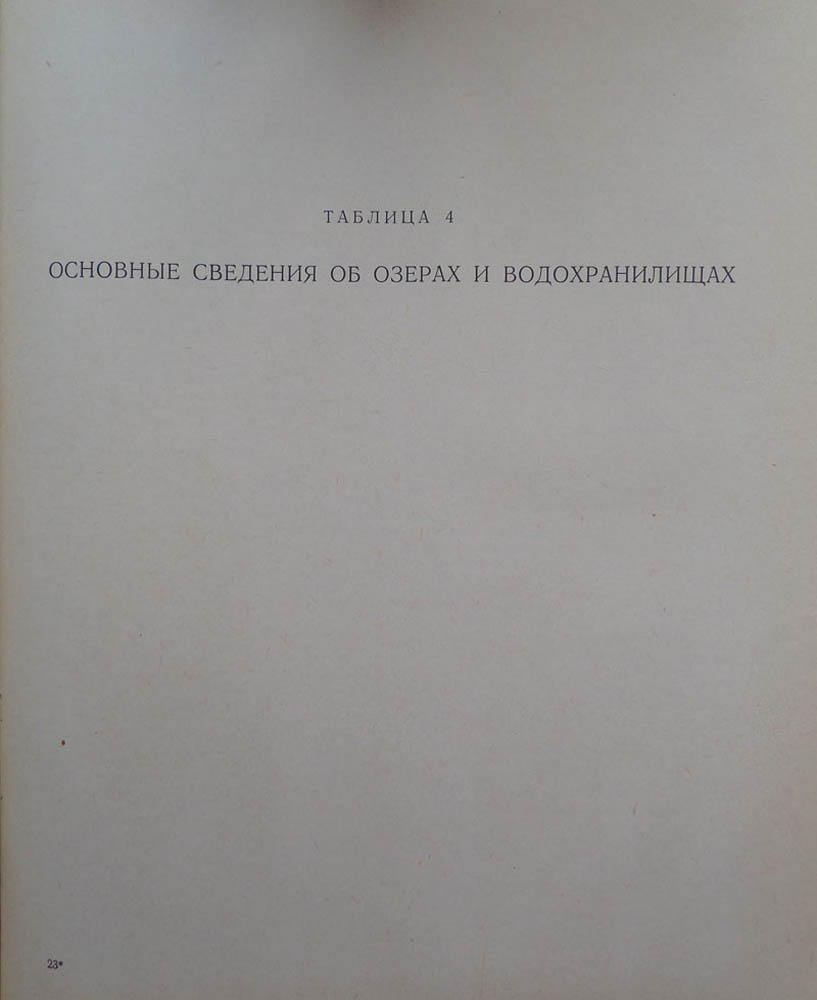 ТАБЛИЦА 4
ОСНОВНЫЕ СВЕДЕНИЯ ОБ ОЗЕРАХ И ВОДОХРАНИЛИЩАХ
23*